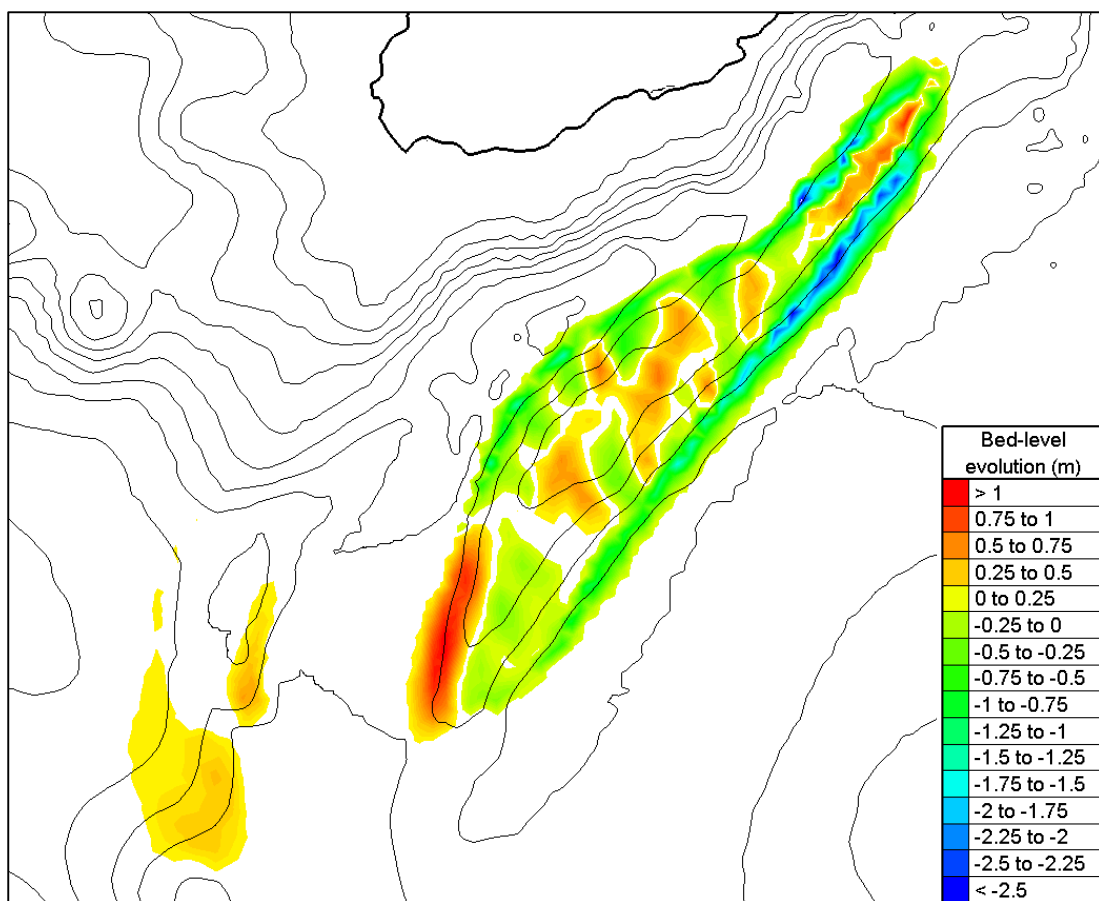 Bed-level
evolution (m)
> 1
0.75 to 1
0.5 to 0.75
0.25 to 0.5
0 to 0.25
-0.25 to 0
-0.5 to -0.25
-0.75 to -0.5
-1 to -0.75
-1.25 to -1
-1.5 to -1.25
-1.75 to -1.5
-2 to -1.75
-2.25 to -2
-2.5 to -2.25
< -2.5